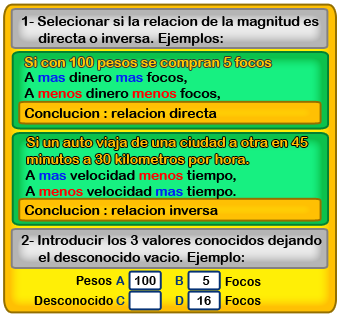 1- Selecionar si la relacion de la magnitud es
directa o inversa. Ejemplos:
Si con 100 pesos se compran 5 focos
A mas dinero mas focos,
A menos dinero menos focos,
Conclucion : relacion directa
Si un auto viaja de una ciudad a otra en 45
minutos a 30 kilometros por hora.
A mas velocidad menos tiempo,
A menos velocidad mas tiempo.
Conclucion : relacion inversa
2- Introducir los 3 valores conocidos dejando
el desconocido vacio. Ejemplo:
Pesos A 100 B 5 Focos
Desconocido C D 16 Focos